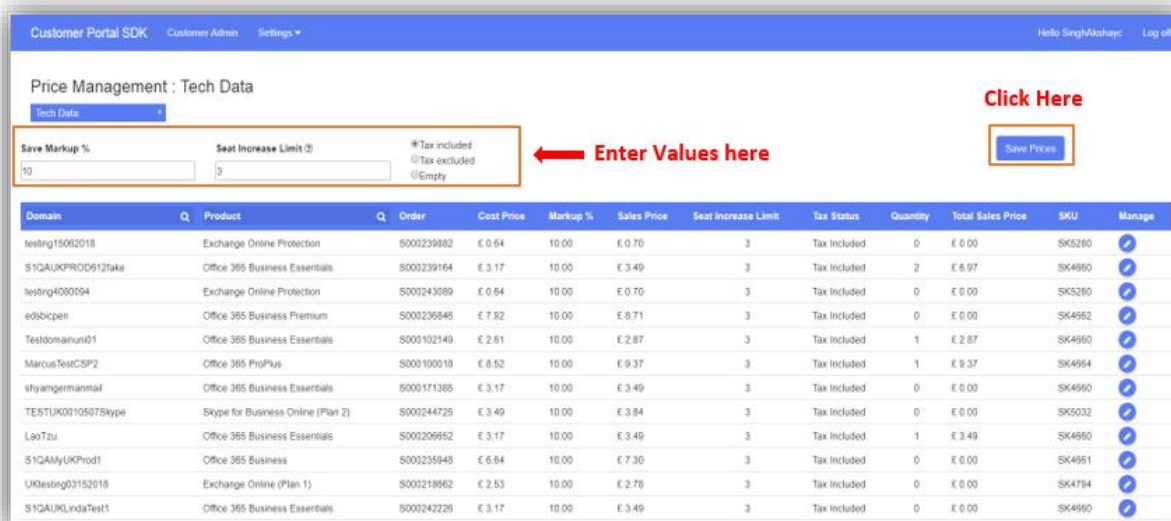 Customer Portal SDK Customer Admin Settings Hello SinghAkshayc Log off
Price Management : Tech Data
Click Here
Tech Data
Save Markup % Seat Increase Limit Tax included
Tax excluded
Empty
10 3
Enter Values here
Save Prices
Domain Product Order Cost Price Markup % Sales Price Seat Increase Limit Tax Status Quantity Total Sales Price SKU Manage
testing15062018 Exchange Online Protection S000239882 £ 0.64 10.00 £ 0.70 3 Tax Included 0 £ 0.00 SK5260
S1QAUKPROD612fake Office 365 Business Essentials S000239164 £ 3.17 10.00 £ 3.49 3 Tax Included 2 £ 6.97 SK4660
testing4080094 Exchange Online Protection S000243089 £ 0.64 10.00 £ 0.70 3 Tax Included 0 £ 0.00 SK5260
edsbicpen Office 365 Business Premium S000236846 £ 7.92 10.00 £ 8.71 3 Tax Included 0 £ 0.00 SK4662
Testdomainuni01 Office 365 Business Essentials S000102149 £ 2.61 10.00 £ 2.87 3 Tax Included 1 £ 2.87 SK4660
MarcusTestCSP2 Office 365 ProPlus S000100018 £ 8.52 10.00 £ 9.37 3 Tax Included 1 £ 9.37 SK4664
shyamgermanmail Office 365 Business Essentials S000171385 £ 3.17 10.00 £ 3.49 3 Tax Included 0 £ 0.00 SK4660
TESTUK0010507Skype Skype for Business Online (Plan 2) S000244725 £ 3.49 10.00 £ 3.84 3 Tax Included 0 £ 0.00 SK5032
LaoTzu Office 365 Business Essentials S000206652 £ 3.17 10.00 £ 3.49 3 Tax Included 1 £ 3.49 SK4660
S1QAMyUKProd1 Office 365 Business S000235948 £ 6.64 10.00 £ 7.30 3 Tax Included 0 £ 0.00 SK4661
UKtesting03152018 Exchange Online (Plan 1) S000218662 £ 2.53 10.00 £ 2.78 3 Tax Included 0 £ 0.00 SK4794
S1QAUKLindaTest1 Office 365 Business Essentials S000242226 £ 3.17 10.00 £ 3.49 3 Tax Included 0 £ 0.00 SK4660